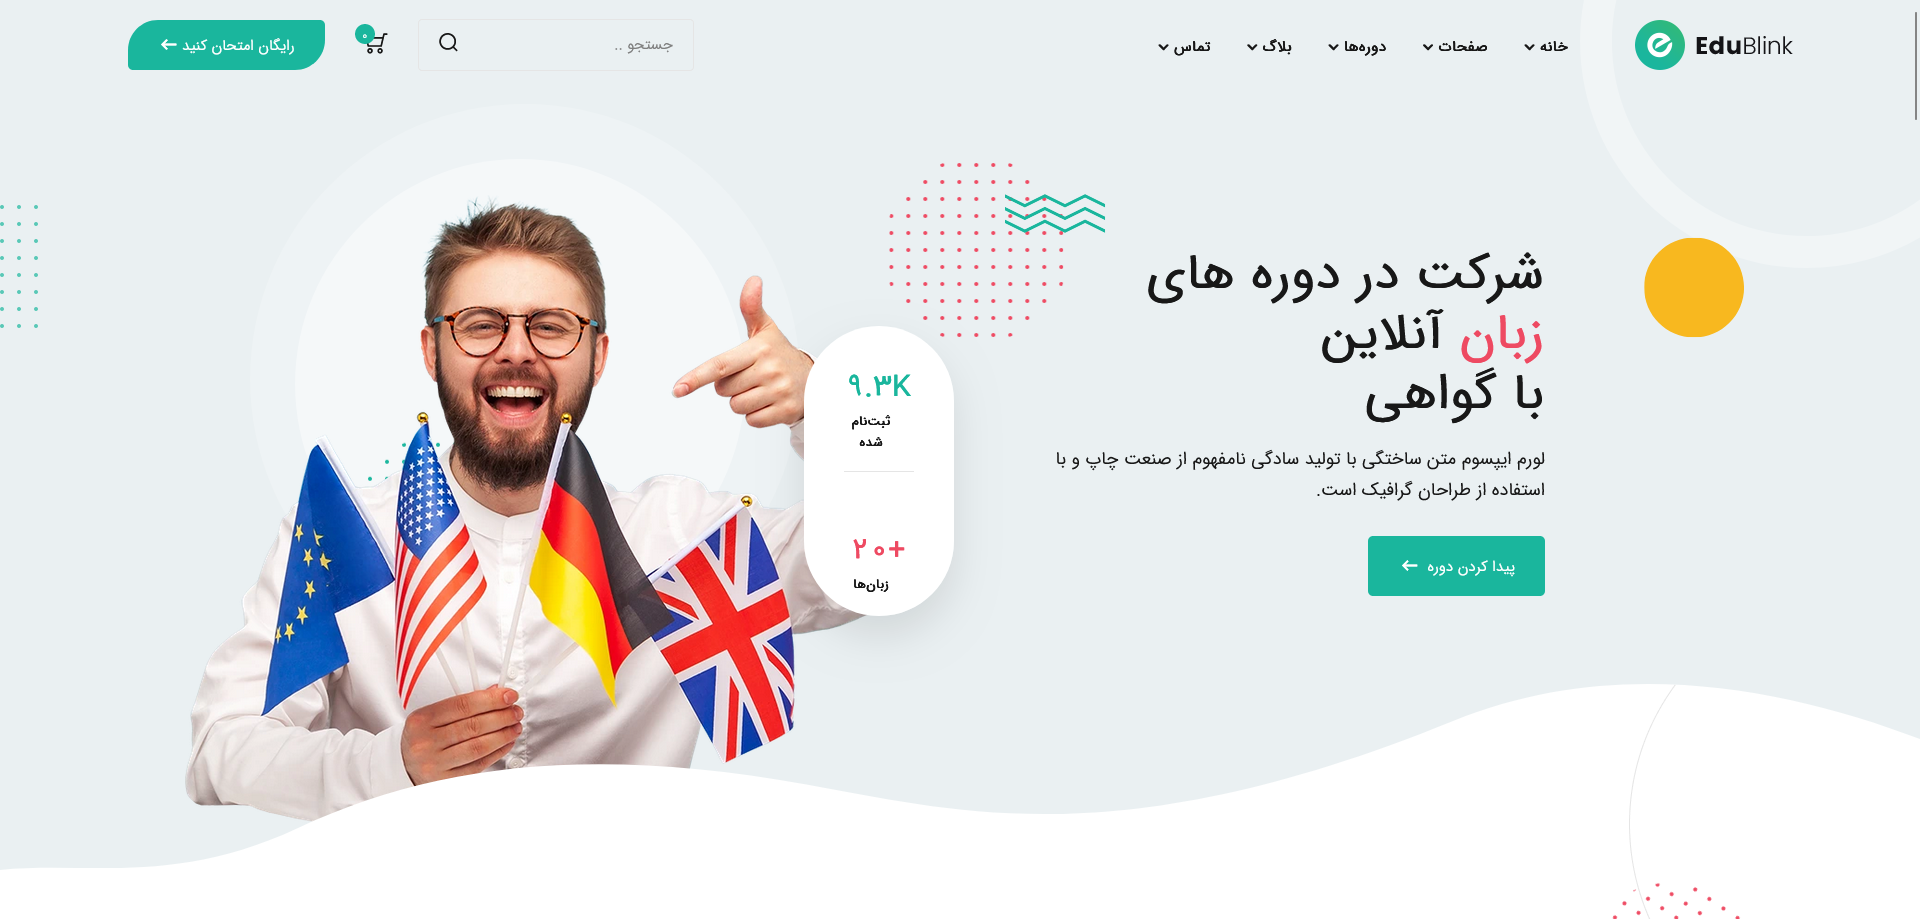 EduBlink
خانه
صفحات
دوره‌ها
بلاگ
تماس
جستجو ..
۰
رایگان امتحان کنید
شرکت در دوره های
زبان آنلاین
با گواهی
لورم ایپسوم متن ساختگی با تولید سادگی نامفهوم از صنعت چاپ و با
استفاده از طراحان گرافیک است.
پیدا کردن دوره
۹.۳K
ثبت‌نام
شده
۲۰+
زبان‌ها